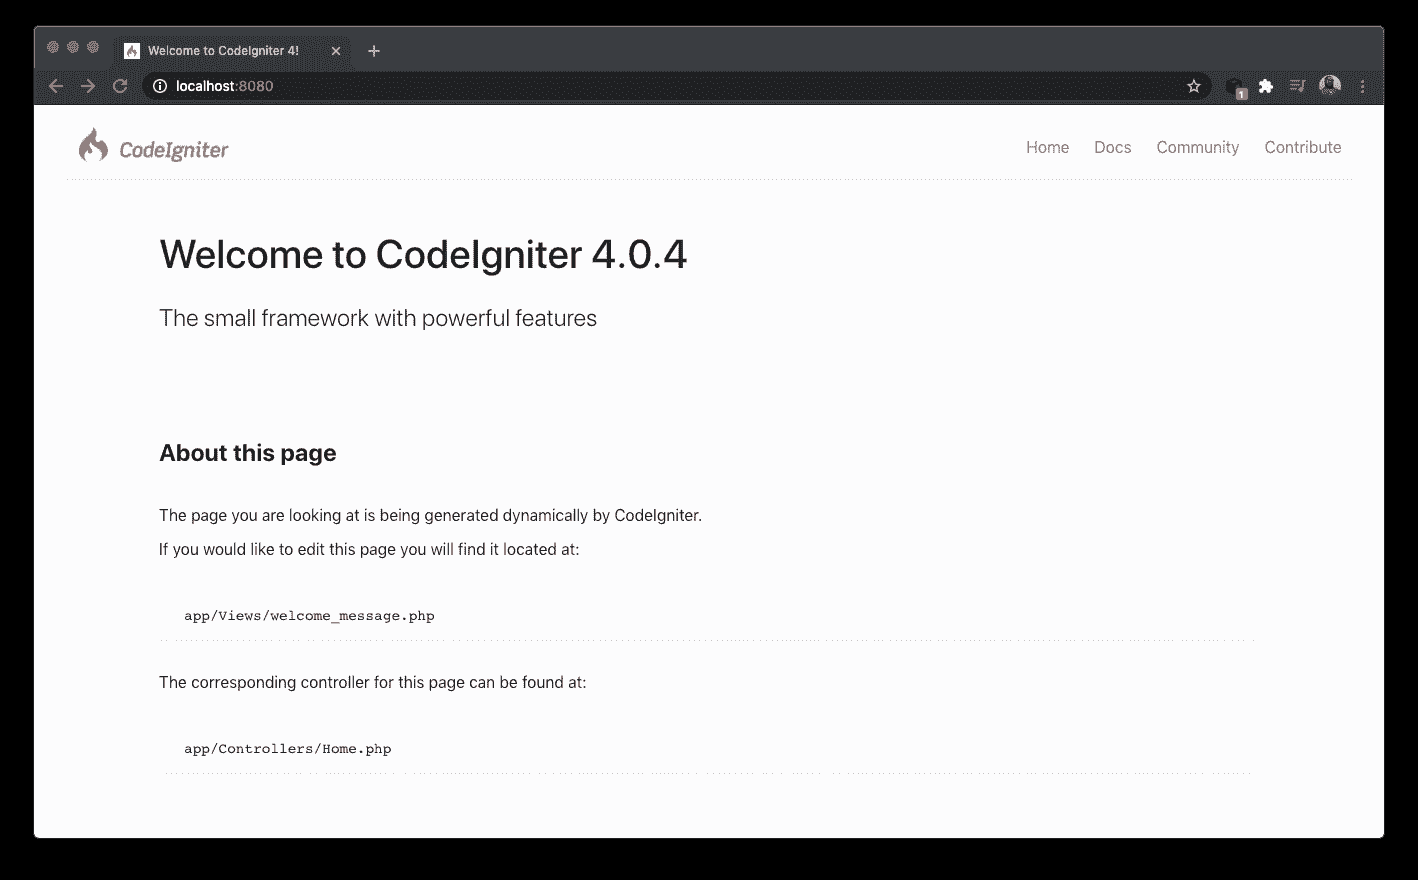 Welcome to CodeIgniter 4!
localhost:8080
1
CodeIgniter
Home Docs Community Contribute
Welcome to CodeIgniter 4.0.4
The small framework with powerful features
About this page
The page you are looking at is being generated dynamically by CodeIgniter.
If you would like to edit this page you will find it located at:
app/Views/welcome_message.php
The corresponding controller for this page can be found at:
app/Controllers/Home.php